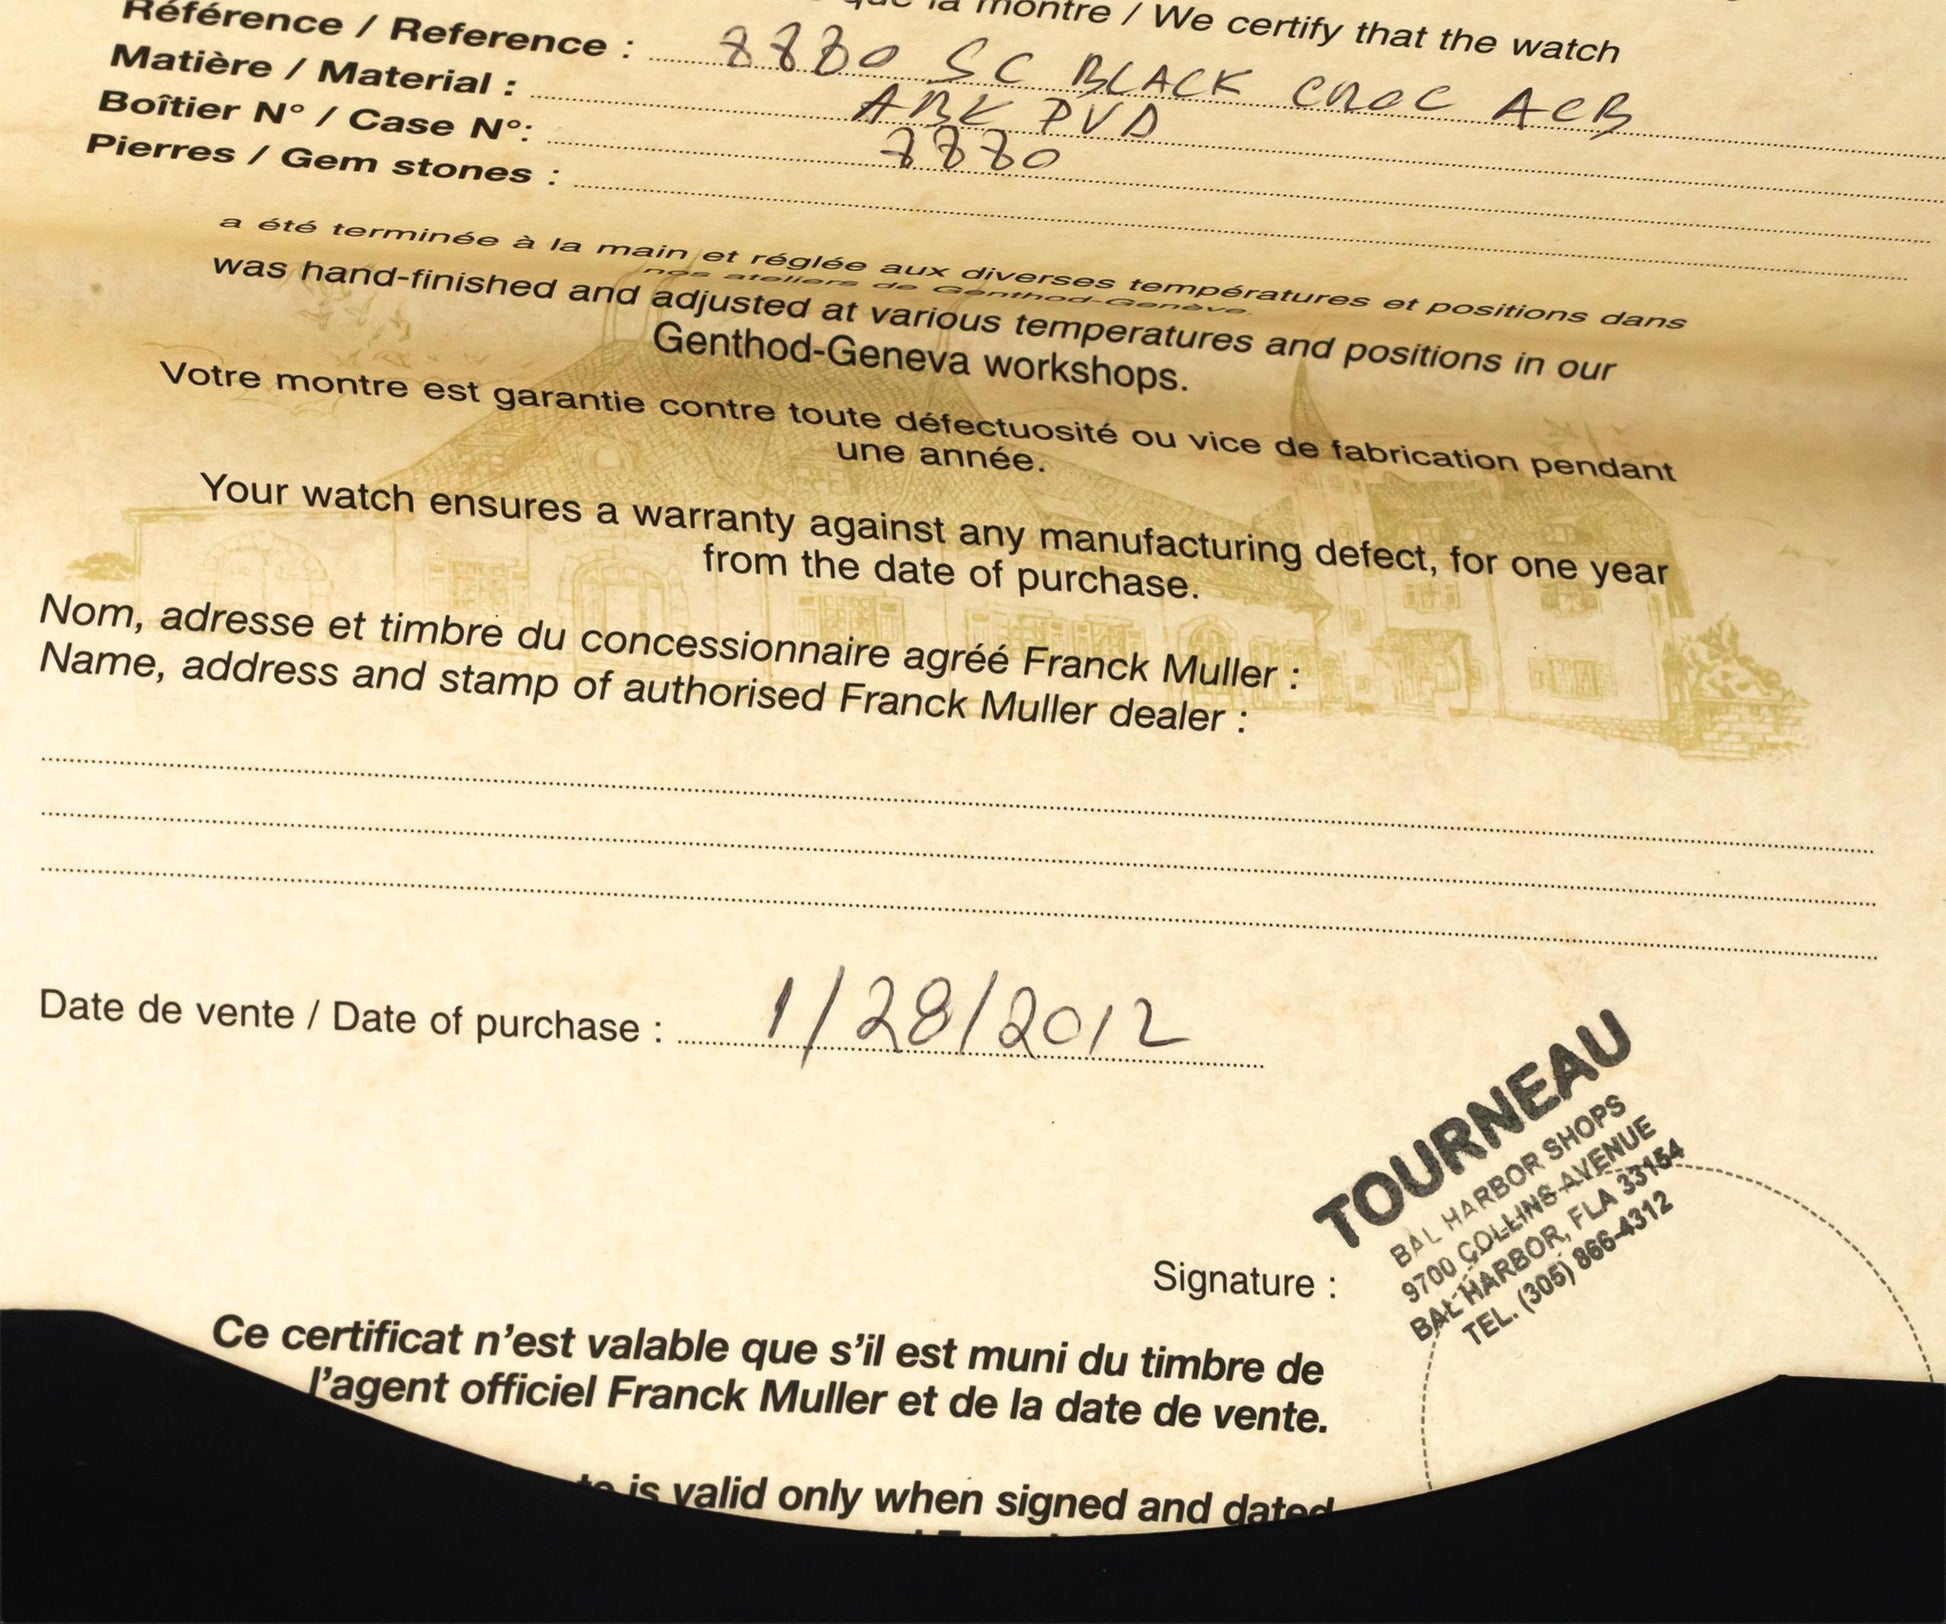 que la montre / We certify that the watch
Référence / Reference : 8880 SC BLACK CROC ACB
Matière / Material : PVD
Boîtier N° / Case N°: 8880
Pierres / Gem stones :
a été terminée à la main et réglée aux diverses températures et positions dans
nos ateliers de Genthod-Genève.
was hand-finished and adjusted at various temperatures and positions in our
Genthod-Geneva workshops.
Votre montre est garantie contre toute défectuosité ou vice de fabrication pendant
une année.
Your watch ensures a warranty against any manufacturing defect, for one year
from the date of purchase.
Nom, adresse et timbre du concessionnaire agréé Franck Muller :
Name, address and stamp of authorised Franck Muller dealer :
Date de vente / Date of purchase : 1/28/2012
TOURNEAU
BAL HARBOR SHOPS
9700 COLLINS AVENUE
BAL HARBOR, FLA 33154
TEL. (305) 866-4312
Signature :
Ce certificat n'est valable que s'il est muni du timbre de
l'agent officiel Franck Muller et de la date de vente.
is valid only when signed and dated